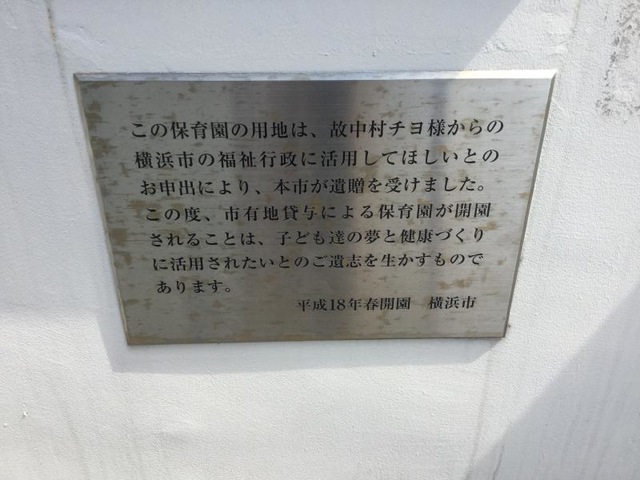 この保育園の用地は、故中村チヨ様からの
横浜市の福祉行政に活用してほしいとの
お申出により、本市が遺贈を受けました。
この度、市有地貸与による保育園が開園
されることは、子ども達の夢と健康づくり
に活用されたいとのご遺志を生かすもので
あります。
平成18年春開園　横浜市